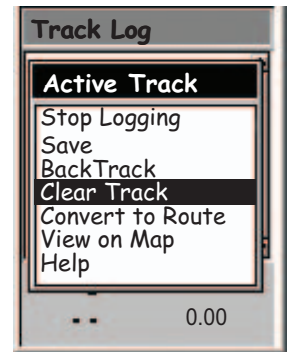 Track Log
Active Track
Stop Logging
Save
BackTrack
Clear Track
Convert to Route
View on Map
Help
-- 0.00